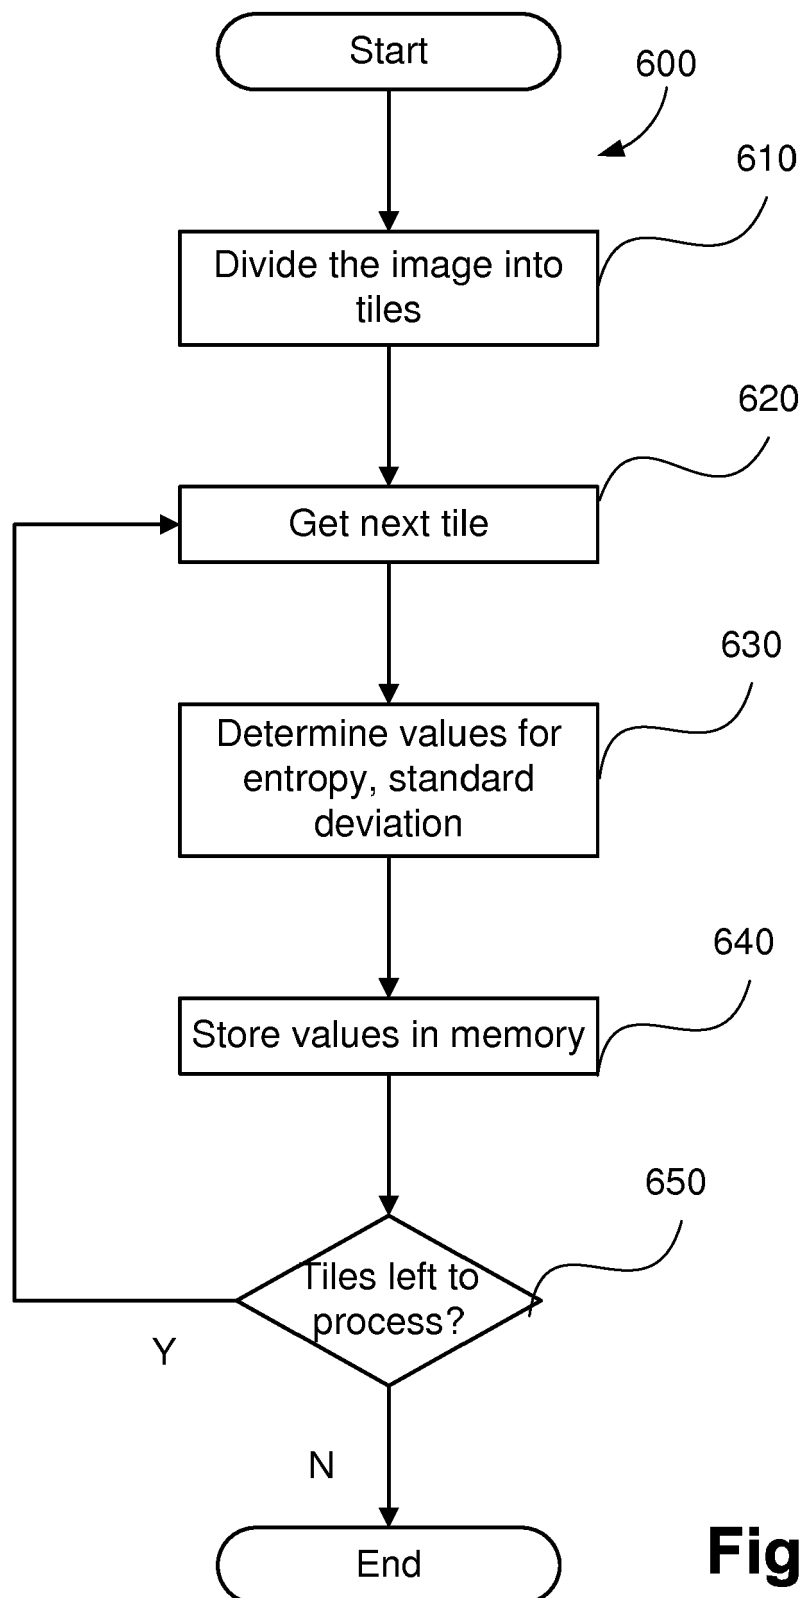 Start
600
610
Divide the image into
tiles
620
Get next tile
630
Determine values for
entropy, standard
deviation
640
Store values in memory
650
Tiles left to
process?
Y
N
End
Fig